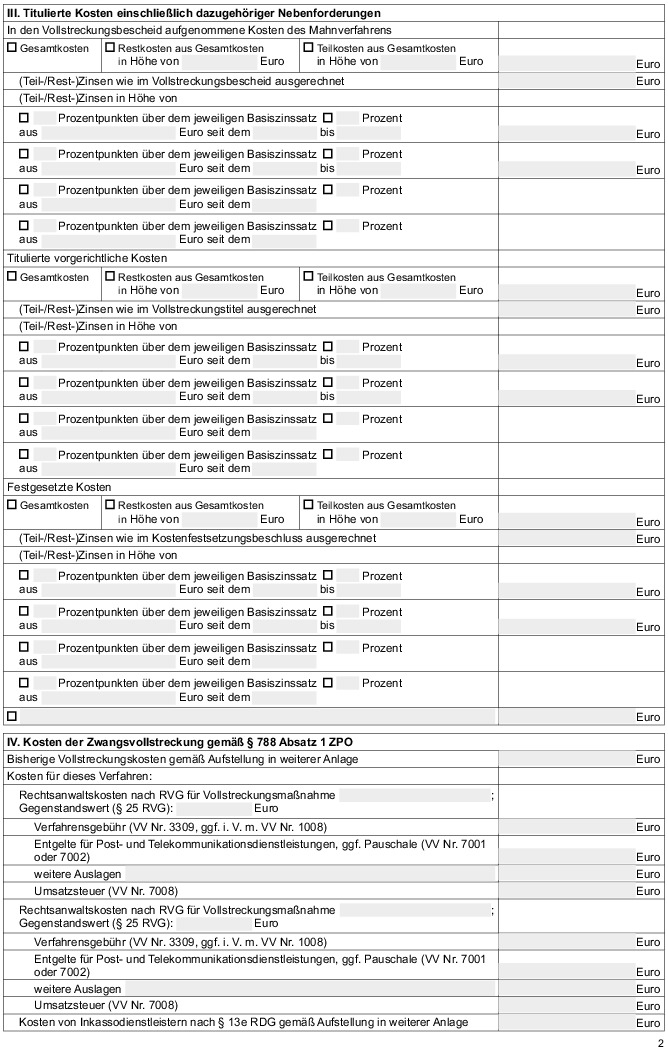 III. Titulierte Kosten einschließlich dazugehöriger Nebenforderungen
In den Vollstreckungsbescheid aufgenommene Kosten des Mahnverfahrens
☐ Gesamtkosten ☐ Restkosten aus Gesamtkosten ☐ Teilkosten aus Gesamtkosten
in Höhe von Euro in Höhe von Euro Euro
(Teil-/Rest-)Zinsen wie im Vollstreckungsbescheid ausgerechnet Euro
(Teil-/Rest-)Zinsen in Höhe von
☐ Prozentpunkten über dem jeweiligen Basiszinssatz ☐ Prozent
aus Euro seit dem bis Euro
☐ Prozentpunkten über dem jeweiligen Basiszinssatz ☐ Prozent
aus Euro seit dem bis Euro
☐ Prozentpunkten über dem jeweiligen Basiszinssatz ☐ Prozent
aus Euro seit dem
☐ Prozentpunkten über dem jeweiligen Basiszinssatz ☐ Prozent
aus Euro seit dem
Titulierte vorgerichtliche Kosten
☐ Gesamtkosten ☐ Restkosten aus Gesamtkosten ☐ Teilkosten aus Gesamtkosten
in Höhe von Euro in Höhe von Euro Euro
(Teil-/Rest-)Zinsen wie im Vollstreckungstitel ausgerechnet Euro
(Teil-/Rest-)Zinsen in Höhe von
☐ Prozentpunkten über dem jeweiligen Basiszinssatz ☐ Prozent
aus Euro seit dem bis Euro
☐ Prozentpunkten über dem jeweiligen Basiszinssatz ☐ Prozent
aus Euro seit dem bis Euro
☐ Prozentpunkten über dem jeweiligen Basiszinssatz ☐ Prozent
aus Euro seit dem
☐ Prozentpunkten über dem jeweiligen Basiszinssatz ☐ Prozent
aus Euro seit dem
Festgesetzte Kosten
☐ Gesamtkosten ☐ Restkosten aus Gesamtkosten ☐ Teilkosten aus Gesamtkosten
in Höhe von Euro in Höhe von Euro Euro
(Teil-/Rest-)Zinsen wie im Kostenfestsetzungsbeschluss ausgerechnet Euro
(Teil-/Rest-)Zinsen in Höhe von
☐ Prozentpunkten über dem jeweiligen Basiszinssatz ☐ Prozent
aus Euro seit dem bis Euro
☐ Prozentpunkten über dem jeweiligen Basiszinssatz ☐ Prozent
aus Euro seit dem bis Euro
☐ Prozentpunkten über dem jeweiligen Basiszinssatz ☐ Prozent
aus Euro seit dem
☐ Prozentpunkten über dem jeweiligen Basiszinssatz ☐ Prozent
aus Euro seit dem
☐ Euro
IV. Kosten der Zwangsvollstreckung gemäß § 788 Absatz 1 ZPO
Bisherige Vollstreckungskosten gemäß Aufstellung in weiterer Anlage Euro
Kosten für dieses Verfahren:
Rechtsanwaltskosten nach RVG für Vollstreckungsmaßnahme ;
Gegenstandswert (§ 25 RVG): Euro
Verfahrensgebühr (VV Nr. 3309, ggf. i. V. m. VV Nr. 1008) Euro
Entgelte für Post- und Telekommunikationsdienstleistungen, ggf. Pauschale (VV Nr. 7001
oder 7002) Euro
weitere Auslagen Euro
Umsatzsteuer (VV Nr. 7008) Euro
Rechtsanwaltskosten nach RVG für Vollstreckungsmaßnahme ;
Gegenstandswert (§ 25 RVG): Euro
Verfahrensgebühr (VV Nr. 3309, ggf. i. V. m. VV Nr. 1008) Euro
Entgelte für Post- und Telekommunikationsdienstleistungen, ggf. Pauschale (VV Nr. 7001
oder 7002) Euro
weitere Auslagen Euro
Umsatzsteuer (VV Nr. 7008) Euro
Kosten von Inkassodienstleistern nach § 13e RDG gemäß Aufstellung in weiterer Anlage Euro
2